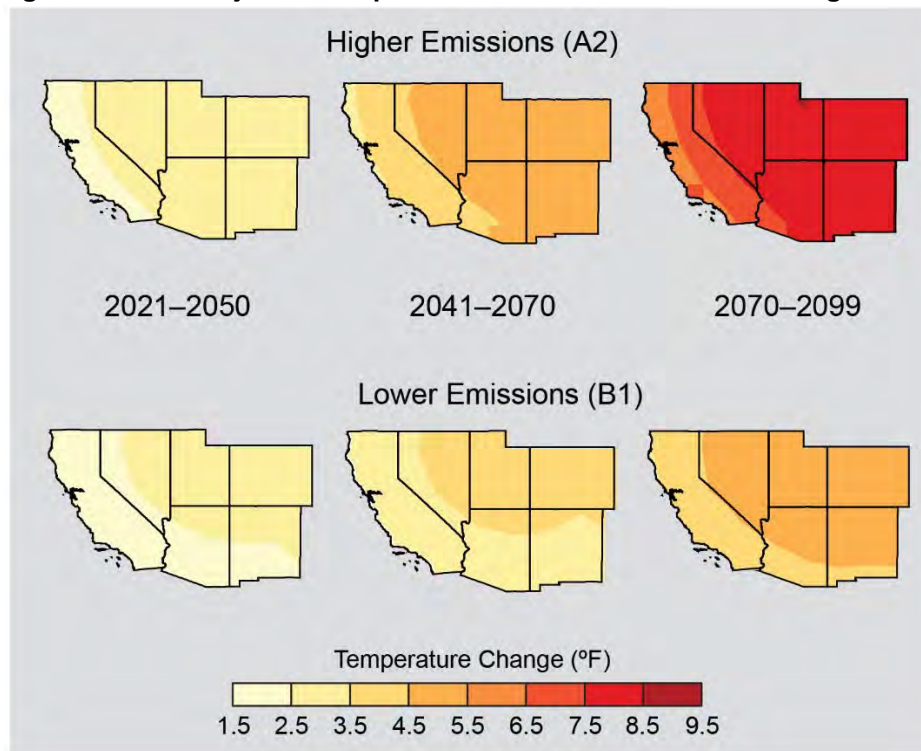 Higher Emissions (A2)
2021–2050 2041–2070 2070–2099
Lower Emissions (B1)
Temperature Change (ºF)
1.5 2.5 3.5 4.5 5.5 6.5 7.5 8.5 9.5